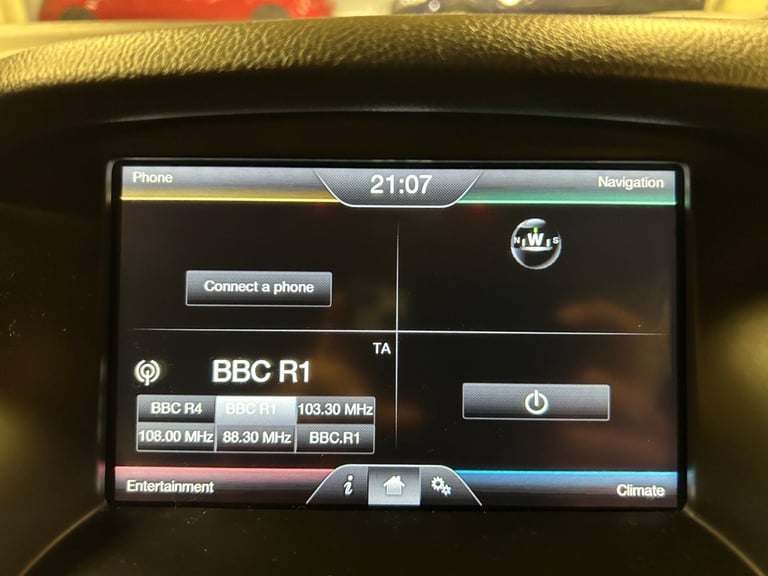 Phone
21:07
Navigation
N W S
Connect a phone
TA
BBC R1
BBC R4 BBC R1 103.30 MHz
108.00 MHz 88.30 MHz BBC.R1
Entertainment
i
Climate